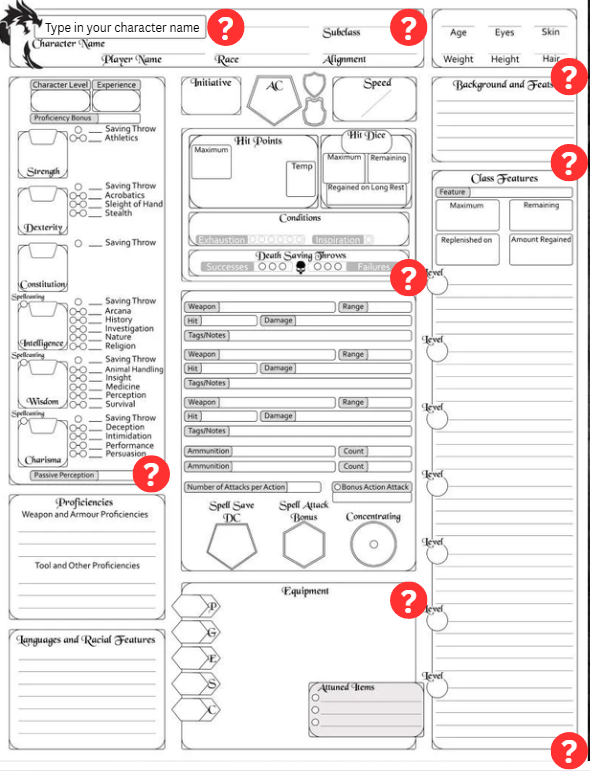 Type in your character name
?
Subclass
?
Character Name
Player Name
Race
Alignment
Age Eyes Skin
Weight Height Hair
?
Character Level Experience
Proficiency Bonus
Saving Throw
Athletics
Strength
Saving Throw
Acrobatics
Sleight of Hand
Stealth
Dexterity
Saving Throw
Constitution
Spellcasting
Saving Throw
Arcana
History
Investigation
Nature
Religion
Intelligence
Spellcasting
Saving Throw
Animal Handling
Insight
Medicine
Perception
Survival
Wisdom
Spellcasting
Saving Throw
Deception
Intimidation
Performance
Persuasion
Charisma
Passive Perception
?
Proficiencies
Weapon and Armour Proficiencies
Tool and Other Proficiencies
Languages and Racial Features
Initiative
AC
Speed
Hit Points
Maximum
Temp
Hit Dice
Maximum Remaining
Regained on Long Rest
Conditions
Exhaustion Inspiration
Death Saving Throws
Successes Failures
?
Weapon Range
Hit Damage
Tags/Notes
Weapon Range
Hit Damage
Tags/Notes
Weapon Range
Hit Damage
Tags/Notes
Ammunition Count
Ammunition Count
Number of Attacks per Action
Bonus Action Attack
Spell Save
DC
Spell Attack
Bonus
Concentrating
Equipment
?
P
G
E
S
C
Attuned Items
Background and Feats
?
Class Features
Feature
Maximum Remaining
Replenished on Amount Regained
Level
Level
Level
Level
Level
Level
Level
?